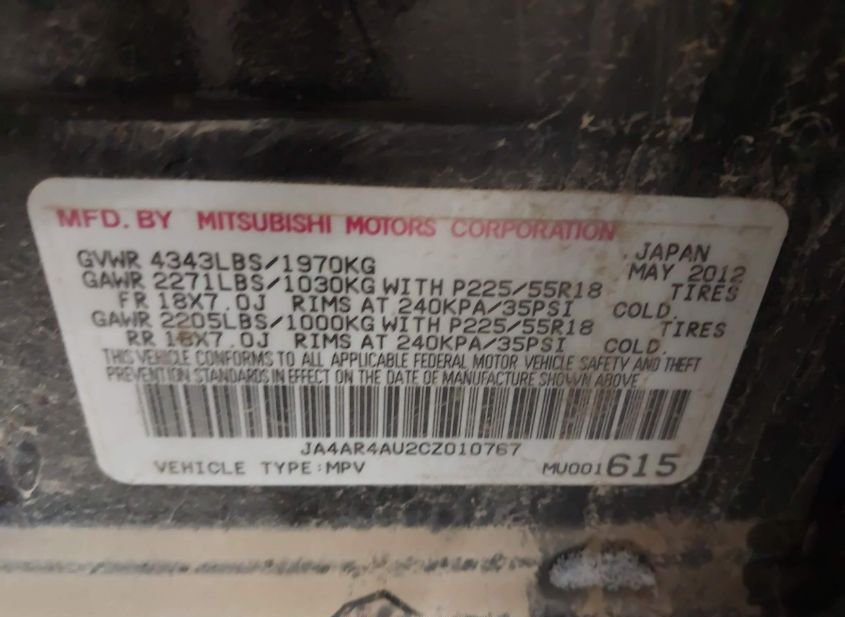 MFD. BY MITSUBISHI MOTORS CORPORATION
JAPAN
GVWR 4343LBS/1970KG MAY 2012
GAWR 2271LBS/1030KG WITH P225/55R18 TIRES
FR 18X7.0J RIMS AT 240KPA/35PSI COLD.
GAWR 2205LBS/1000KG WITH P225/55R18 TIRES
RR 18X7.0J RIMS AT 240KPA/35PSI COLD.
THIS VEHICLE CONFORMS TO ALL APPLICABLE FEDERAL MOTOR VEHICLE SAFETY AND THEFT
PREVENTION STANDARDS IN EFFECT ON THE DATE OF MANUFACTURE SHOWN ABOVE.
JA4AR4AU2CZ010767
VEHICLE TYPE:MPV MU001615